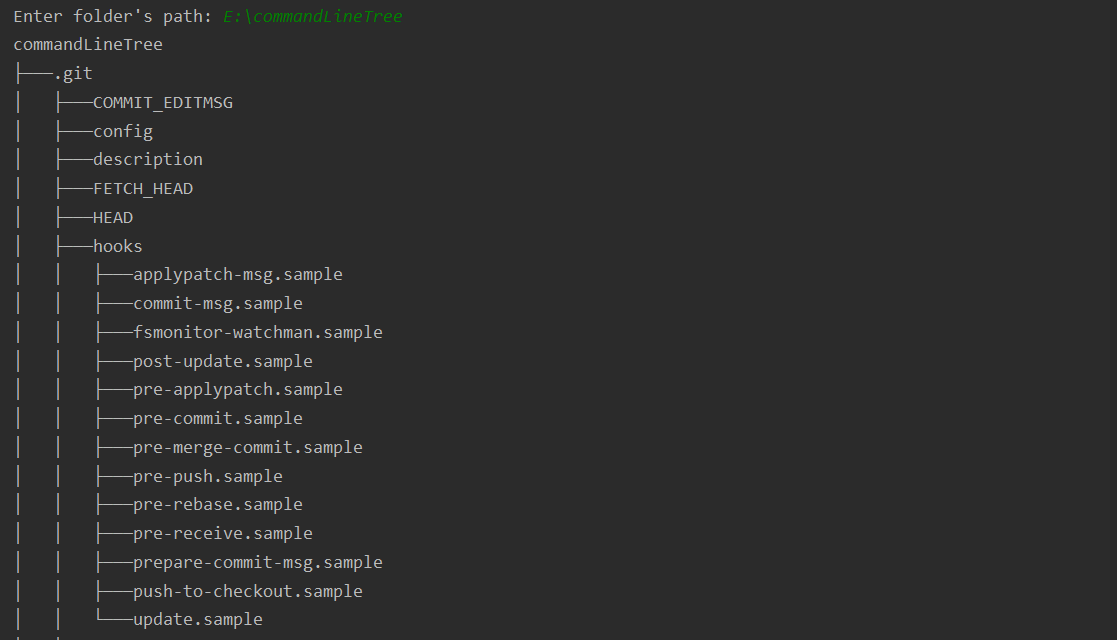 Enter folder's path: E:\commandLineTree
commandLineTree
├───.git
│   ├───COMMIT_EDITMSG
│   ├───config
│   ├───description
│   ├───FETCH_HEAD
│   ├───HEAD
│   ├───hooks
│   │   ├───applypatch-msg.sample
│   │   ├───commit-msg.sample
│   │   ├───fsmonitor-watchman.sample
│   │   ├───post-update.sample
│   │   ├───pre-applypatch.sample
│   │   ├───pre-commit.sample
│   │   ├───pre-merge-commit.sample
│   │   ├───pre-push.sample
│   │   ├───pre-rebase.sample
│   │   ├───pre-receive.sample
│   │   ├───prepare-commit-msg.sample
│   │   ├───push-to-checkout.sample
│   │   └───update.sample